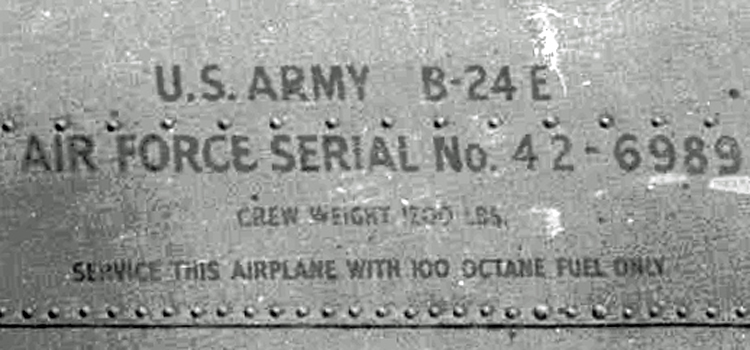 U.S. ARMY B-24 E
AIR FORCE SERIAL No. 42-6989
CREW WEIGHT 1200 LBS.
SERVICE THIS AIRPLANE WITH 100 OCTANE FUEL ONLY